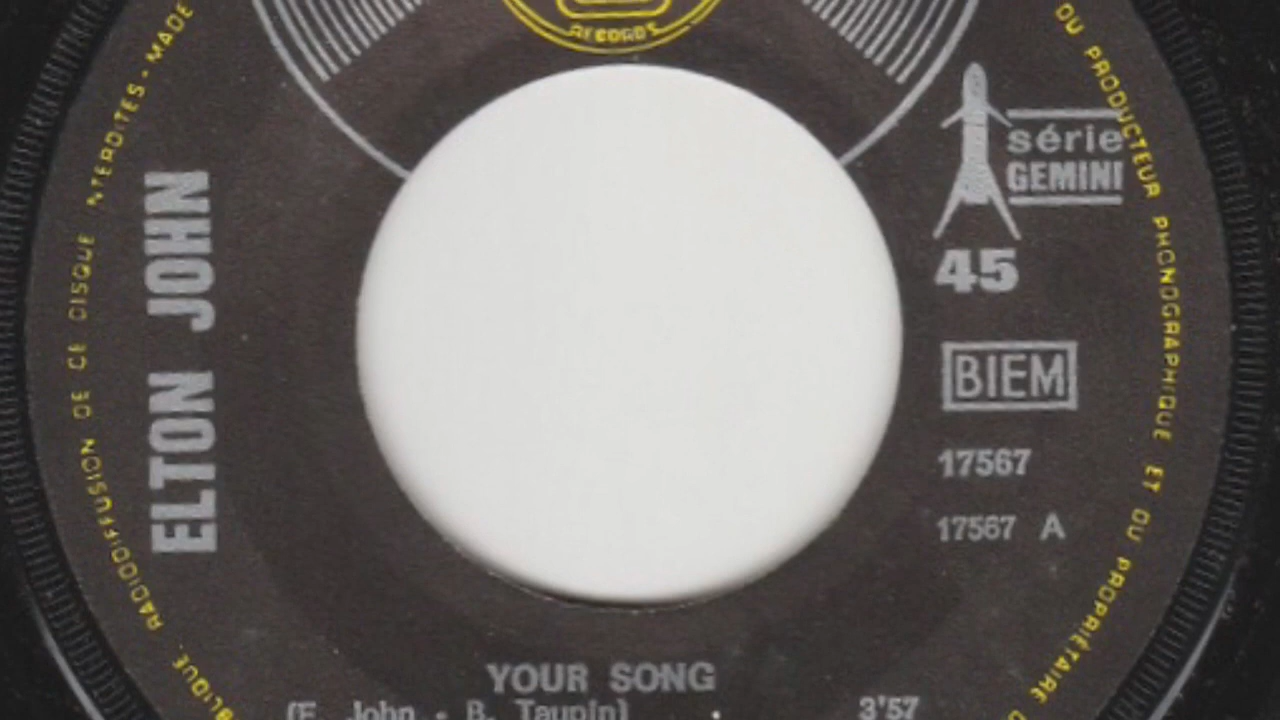 RECORDS
INTERDITES - MADE
RADIODIFFUSION DE CE DISQUE
DU PRODUCTEUR PHONOGRAPHIQUE ET DU PROPRIÉTAIRE
ELTON JOHN
série
GEMINI
45
BIEM
17567
17567 A
YOUR SONG
(E. John - B. Taupin) 3'57